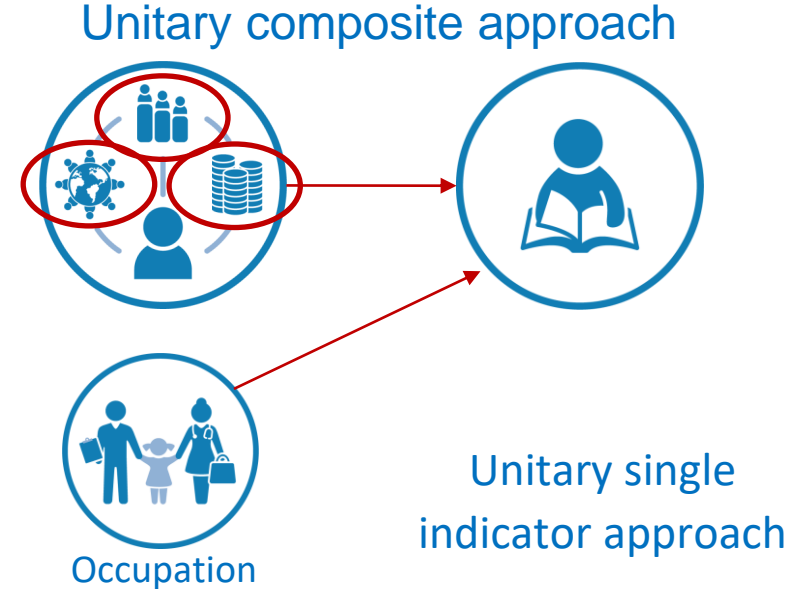 Unitary composite approach
Unitary single
indicator approach
Occupation